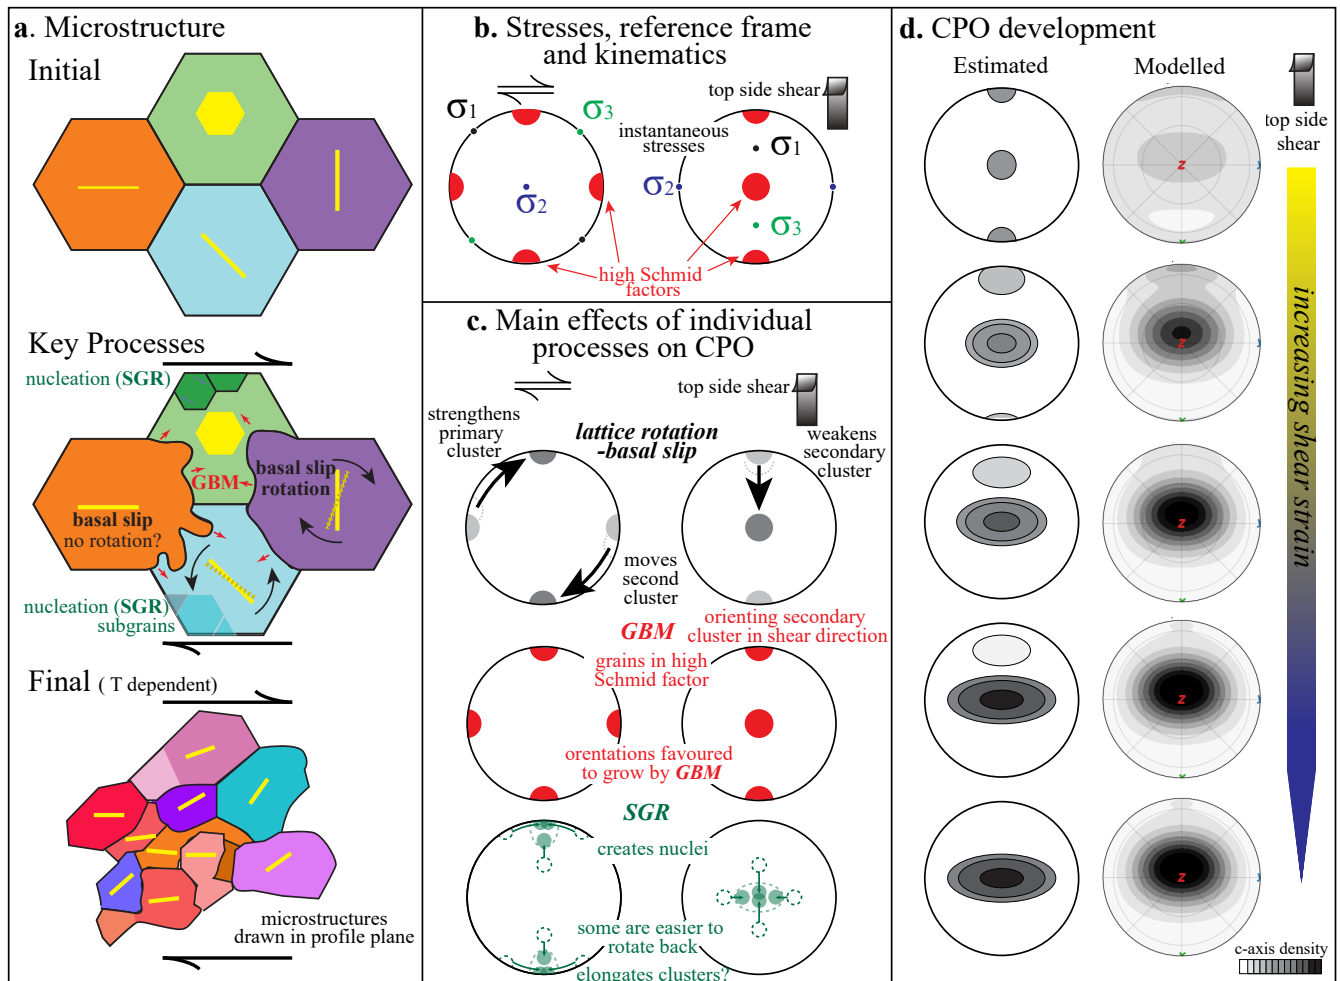 a. Microstructure
Initial
Key Processes
nucleation (SGR)
GBM
basal slip
rotation
basal slip
no rotation?
nucleation (SGR)
subgrains
Final ( T dependent)
microstructures
drawn in profile plane
b. Stresses, reference frame
and kinematics
σ1
σ3
σ2
top side shear
instantaneous
stresses
σ1
σ2
σ3
high Schmid
factors
c. Main effects of individual
processes on CPO
top side shear
strengthens
primary
cluster
lattice rotation
-basal slip
weakens
secondary
cluster
moves
second
cluster
GBM
orienting secondary
cluster in shear direction
grains in high
Schmid factor
orentations favoured
to grow by GBM
SGR
creates nuclei
some are easier to
rotate back
elongates clusters?
d. CPO development
Estimated
Modelled
top side
shear
z
z
z
z
z
increasing shear strain
c-axis density